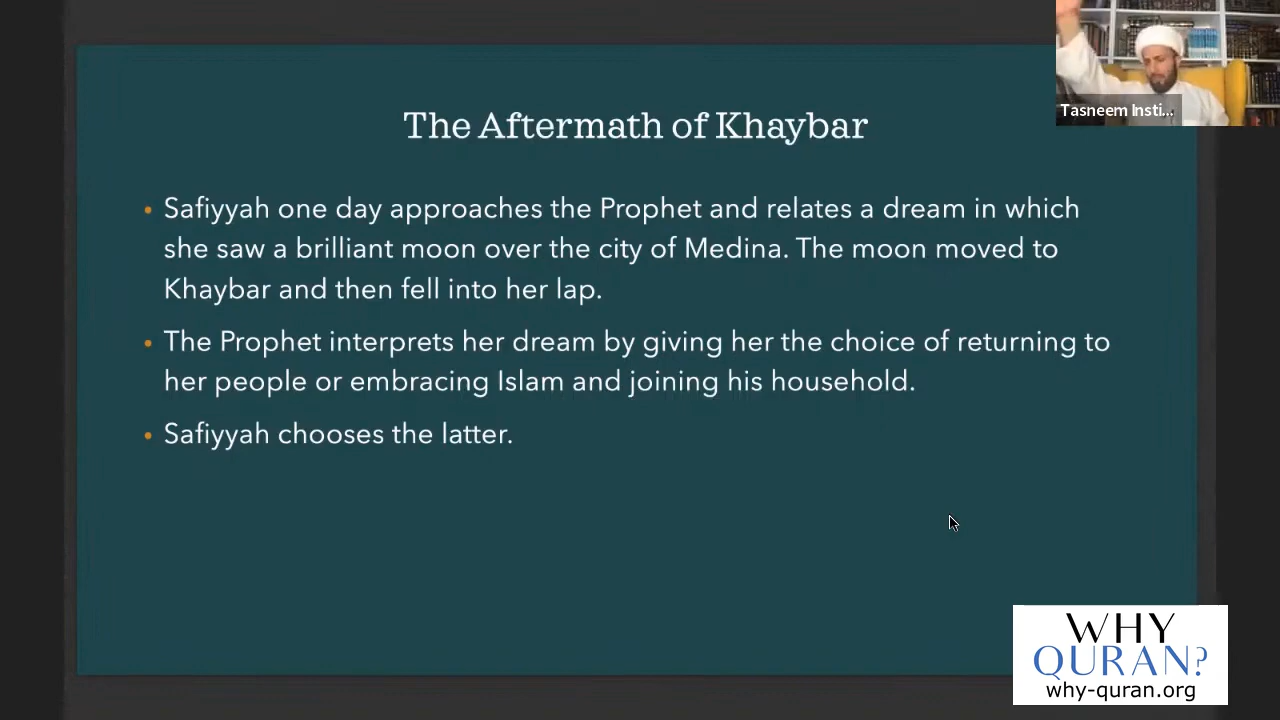 The Aftermath of Khaybar
Tasneem Insti...
• Safiyyah one day approaches the Prophet and relates a dream in which
she saw a brilliant moon over the city of Medina. The moon moved to
Khaybar and then fell into her lap.
• The Prophet interprets her dream by giving her the choice of returning to
her people or embracing Islam and joining his household.
• Safiyyah chooses the latter.
WHY
QURAN?
why-quran.org